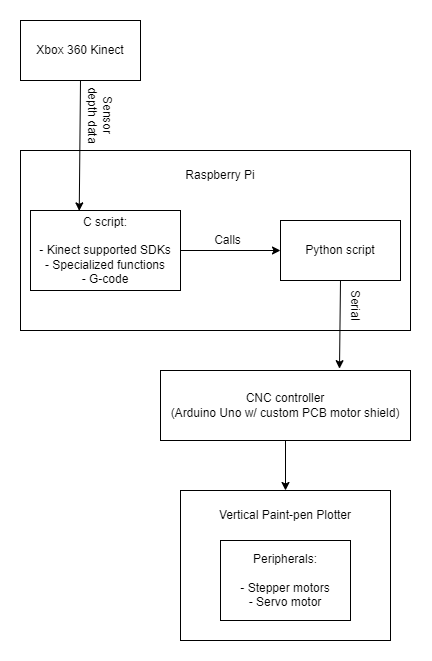 Xbox 360 Kinect
Sensor
depth data
Raspberry Pi
C script:
- Kinect supported SDKs
- Specialized functions
- G-code
Calls
Python script
Serial
CNC controller
(Arduino Uno w/ custom PCB motor shield)
Vertical Paint-pen Plotter
Peripherals:
- Stepper motors
- Servo motor